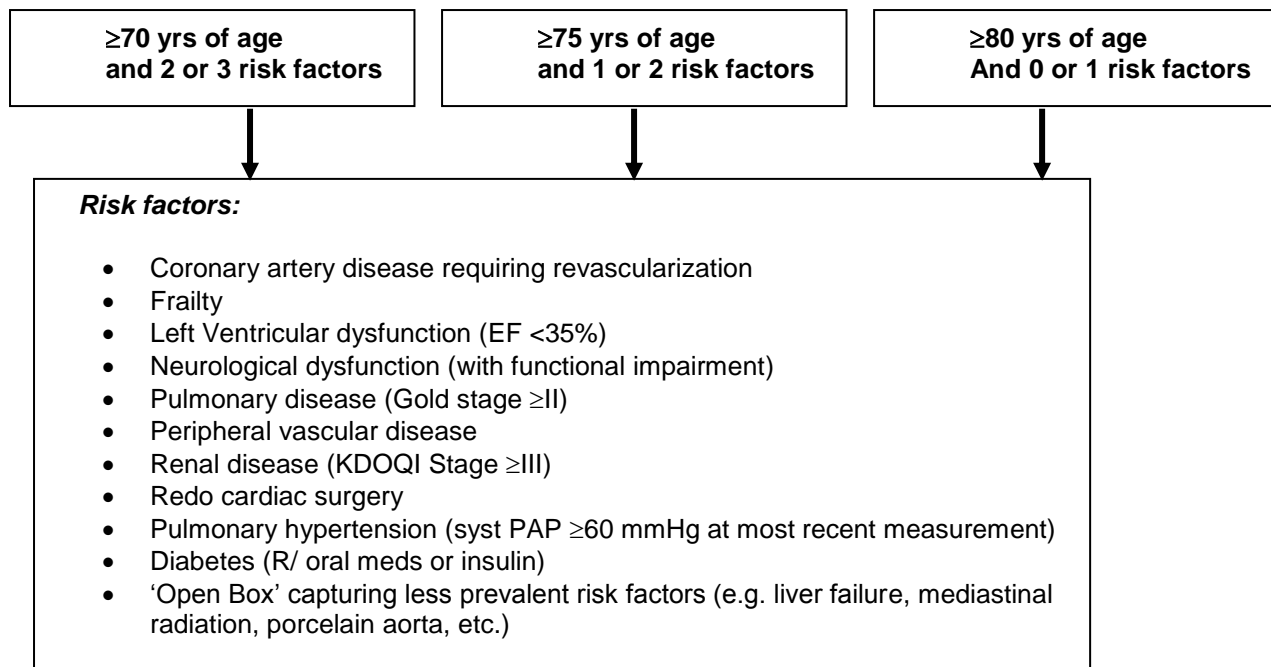 ≥70 yrs of age
and 2 or 3 risk factors
≥75 yrs of age
and 1 or 2 risk factors
≥80 yrs of age
And 0 or 1 risk factors
Risk factors:
• Coronary artery disease requiring revascularization
• Frailty
• Left Ventricular dysfunction (EF <35%)
• Neurological dysfunction (with functional impairment)
• Pulmonary disease (Gold stage ≥II)
• Peripheral vascular disease
• Renal disease (KDOQI Stage ≥III)
• Redo cardiac surgery
• Pulmonary hypertension (syst PAP ≥60 mmHg at most recent measurement)
• Diabetes (R/ oral meds or insulin)
• ‘Open Box’ capturing less prevalent risk factors (e.g. liver failure, mediastinal
radiation, porcelain aorta, etc.)